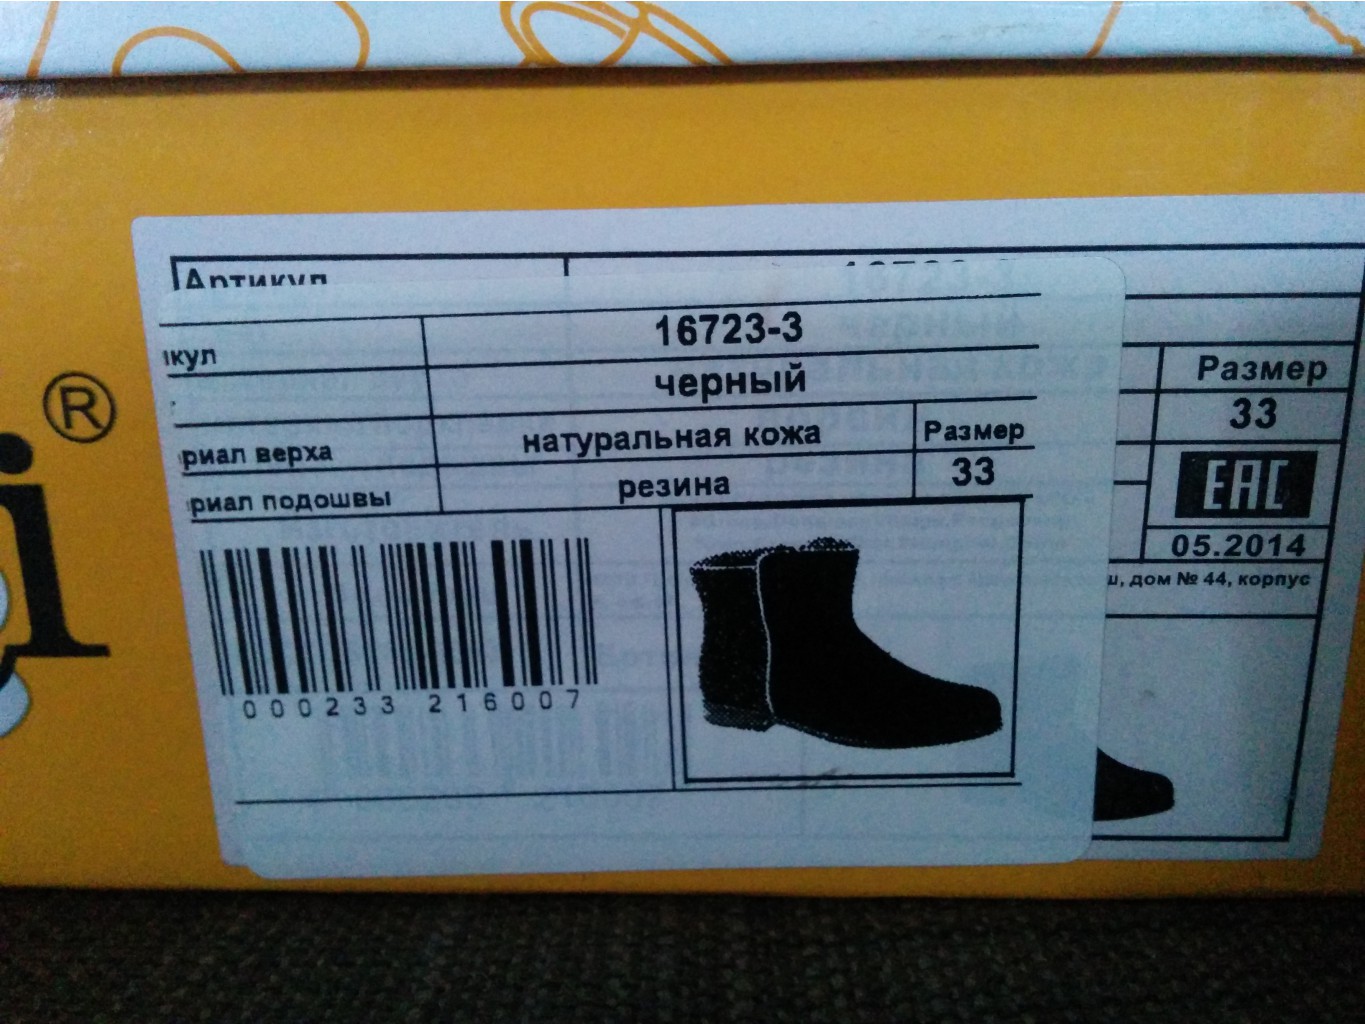 ®
i
Артикул
икул 16723-3
черный
риал верха натуральная кожа Размер
риал подошвы резина 33
000233 216007
Размер
33
EAC
05.2014
дом № 44, корпус